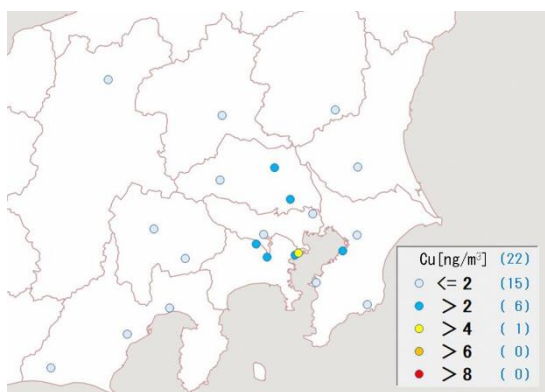 Cu[ng/m³] (22)
<= 2 (15)
> 2 ( 6)
> 4 ( 1)
> 6 ( 0)
> 8 ( 0)